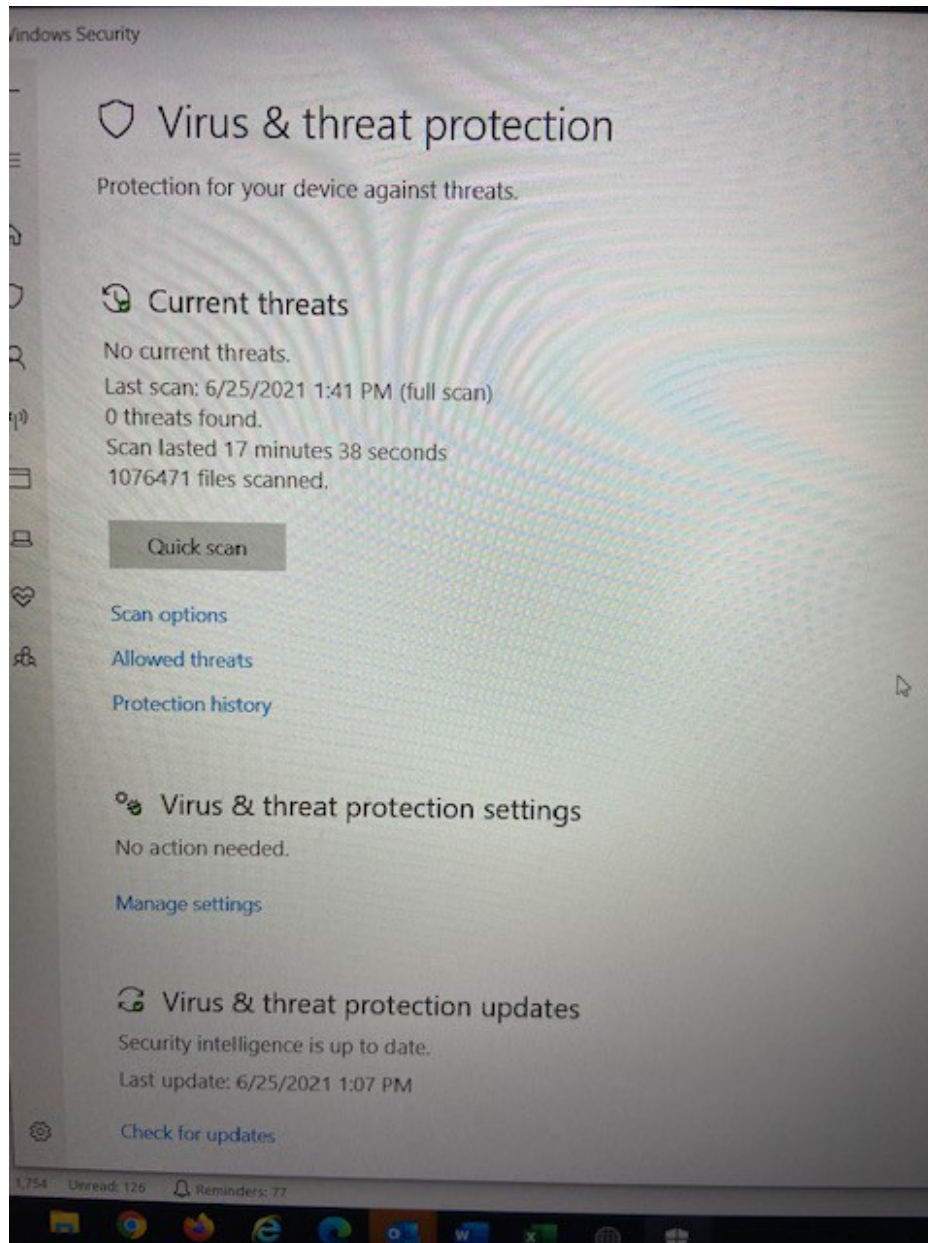 Windows Security
Virus & threat protection
Protection for your device against threats.
Current threats
No current threats.
Last scan: 6/25/2021 1:41 PM (full scan)
0 threats found.
Scan lasted 17 minutes 38 seconds
1076471 files scanned.
Quick scan
Scan options
Allowed threats
Protection history
Virus & threat protection settings
No action needed.
Manage settings
Virus & threat protection updates
Security intelligence is up to date.
Last update: 6/25/2021 1:07 PM
Check for updates
1,754 Unread: 126 Reminders: 77